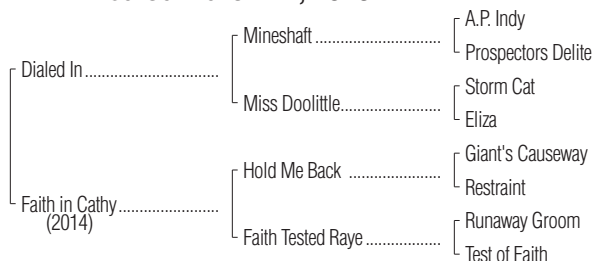 A.P. Indy
Mineshaft
Prospectors Delite
Dialed In
Storm Cat
Miss Doolittle
Eliza
Giant's Causeway
Hold Me Back
Restraint
Faith in Cathy
(2014)
Runaway Groom
Faith Tested Raye
Test of Faith